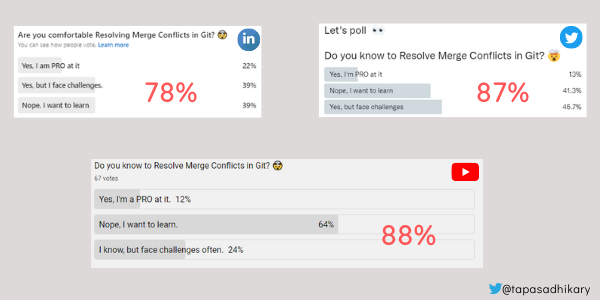 Are you comfortable Resolving Merge Conflicts in Git? 🤯
You can see how people vote. Learn more
Yes, I am PRO at it 22%
Yes, but I face challenges. 39%
Nope, I want to learn 39%
78%
in
Let's poll 👀
Do you know to Resolve Merge Conflicts in Git? 🤯
Yes, I'm PRO at it 13%
Nope, I want to learn 41.3%
Yes, but face challenges 45.7%
87%
Do you know to Resolve Merge Conflicts in Git? 🤯
67 votes
Yes, I'm a PRO at it. 12%
Nope, I want to learn. 64%
I know, but face challenges often. 24%
88%
@tapasadhikary